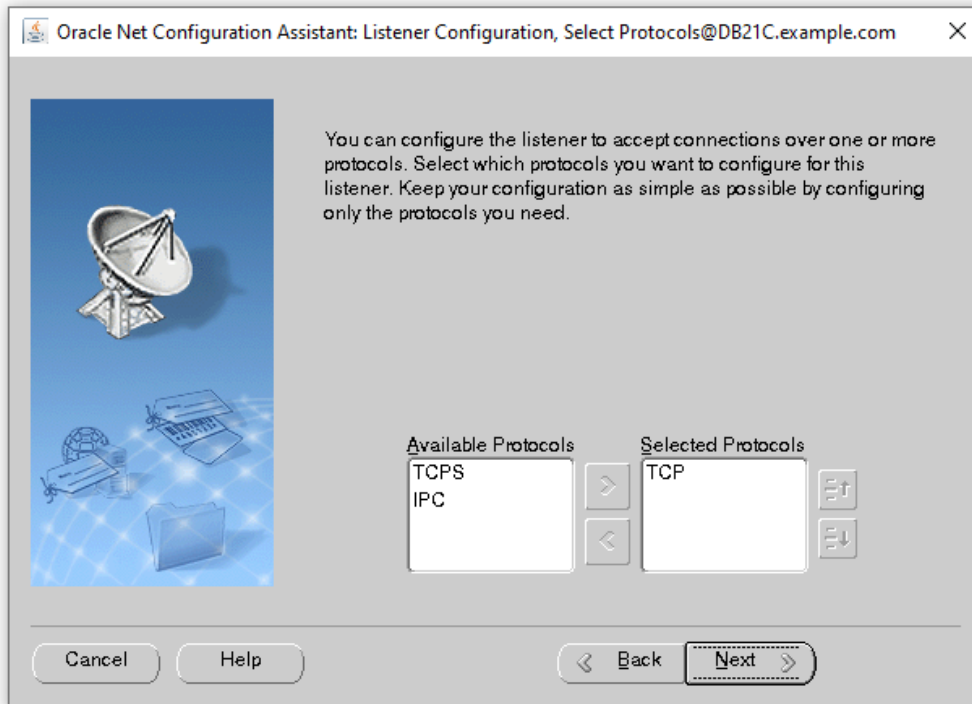 Oracle Net Configuration Assistant: Listener Configuration, Select Protocols@DB21C.example.com
You can configure the listener to accept connections over one or more
protocols. Select which protocols you want to configure for this
listener. Keep your configuration as simple as possible by configuring
only the protocols you need.
Available Protocols
TCPS
IPC
Selected Protocols
TCP
Cancel
Help
Back
Next